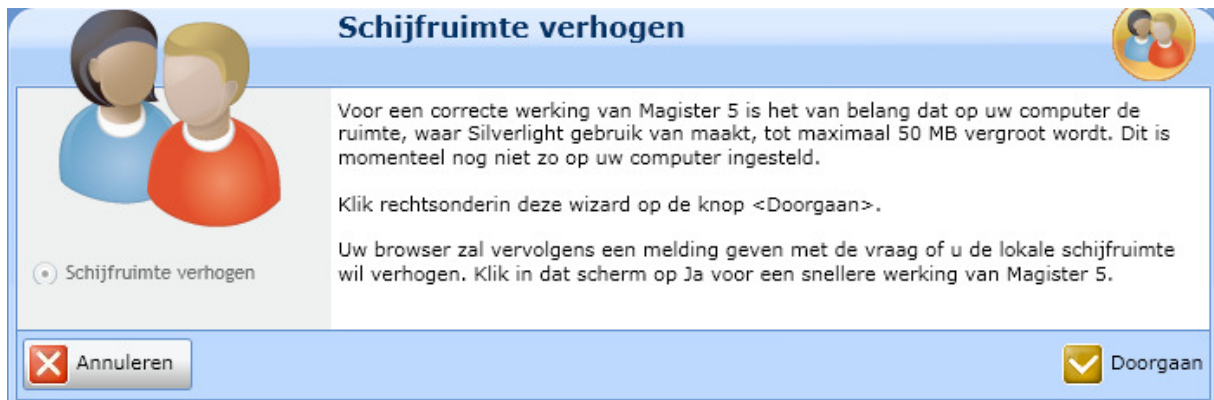 Schijfruimte verhogen
Voor een correcte werking van Magister 5 is het van belang dat op uw computer de
ruimte, waar Silverlight gebruik van maakt, tot maximaal 50 MB vergroot wordt. Dit is
momenteel nog niet zo op uw computer ingesteld.
Klik rechtsonderin deze wizard op de knop <Doorgaan>.
Uw browser zal vervolgens een melding geven met de vraag of u de lokale schijfruimte
wil verhogen. Klik in dat scherm op Ja voor een snellere werking van Magister 5.
Schijfruimte verhogen
Annuleren
Doorgaan